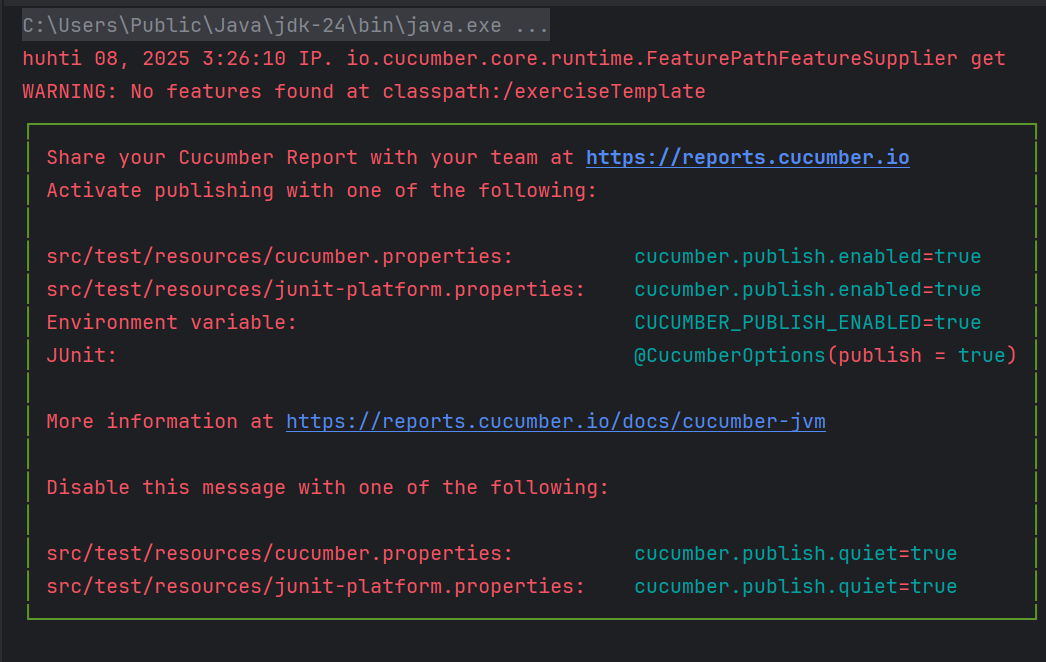 C:\Users\Public\Java\jdk-24\bin\java.exe ...
huhti 08, 2025 3:26:10 IP. io.cucumber.core.runtime.FeaturePathFeatureSupplier get
WARNING: No features found at classpath:/exerciseTemplate
Share your Cucumber Report with your team at https://reports.cucumber.io
Activate publishing with one of the following:
src/test/resources/cucumber.properties: cucumber.publish.enabled=true
src/test/resources/junit-platform.properties: cucumber.publish.enabled=true
Environment variable: CUCUMBER_PUBLISH_ENABLED=true
JUnit: @CucumberOptions(publish = true)
More information at https://reports.cucumber.io/docs/cucumber-jvm
Disable this message with one of the following:
src/test/resources/cucumber.properties: cucumber.publish.quiet=true
src/test/resources/junit-platform.properties: cucumber.publish.quiet=true